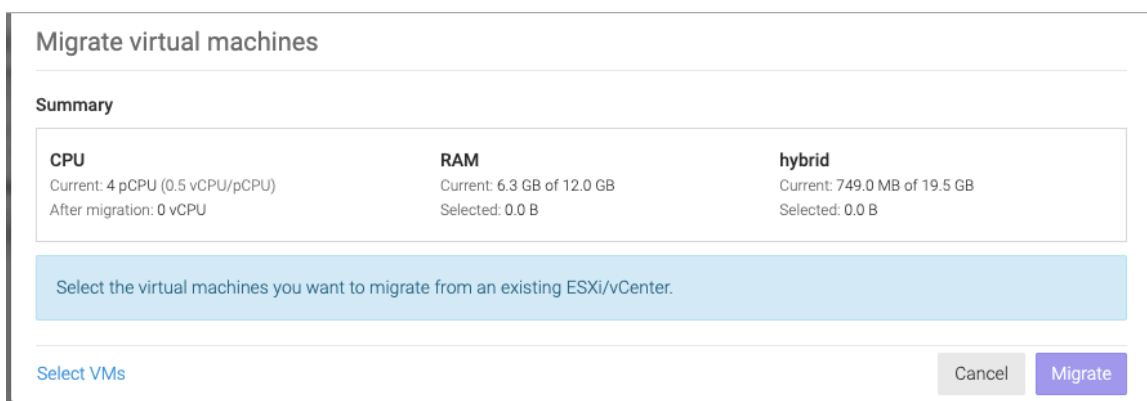 Migrate virtual machines
Summary
CPU
Current: 4 pCPU (0.5 vCPU/pCPU)
After migration: 0 vCPU
RAM
Current: 6.3 GB of 12.0 GB
Selected: 0.0 B
hybrid
Current: 749.0 MB of 19.5 GB
Selected: 0.0 B
Select the virtual machines you want to migrate from an existing ESXi/vCenter.
Select VMs
Cancel
Migrate